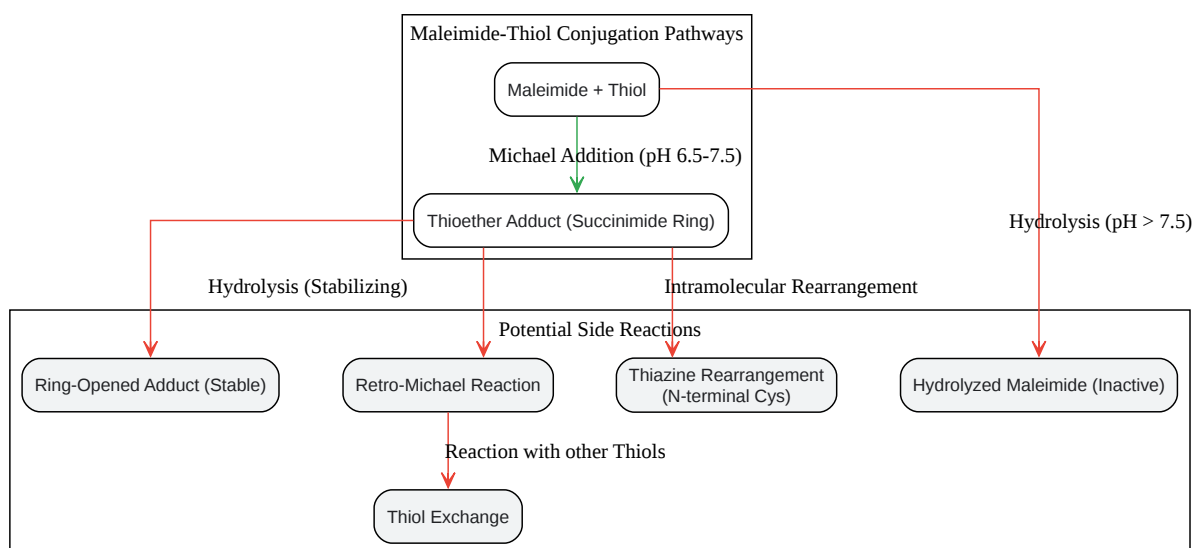 Maleimide-Thiol Conjugation Pathways
Maleimide + Thiol
Michael Addition (pH 6.5-7.5)
Thioether Adduct (Succinimide Ring)
Hydrolysis (pH > 7.5)
Hydrolysis (Stabilizing)
Intramolecular Rearrangement
Potential Side Reactions
Ring-Opened Adduct (Stable)
Retro-Michael Reaction
Thiazine Rearrangement
(N-terminal Cys)
Hydrolyzed Maleimide (Inactive)
Reaction with other Thiols
Thiol Exchange